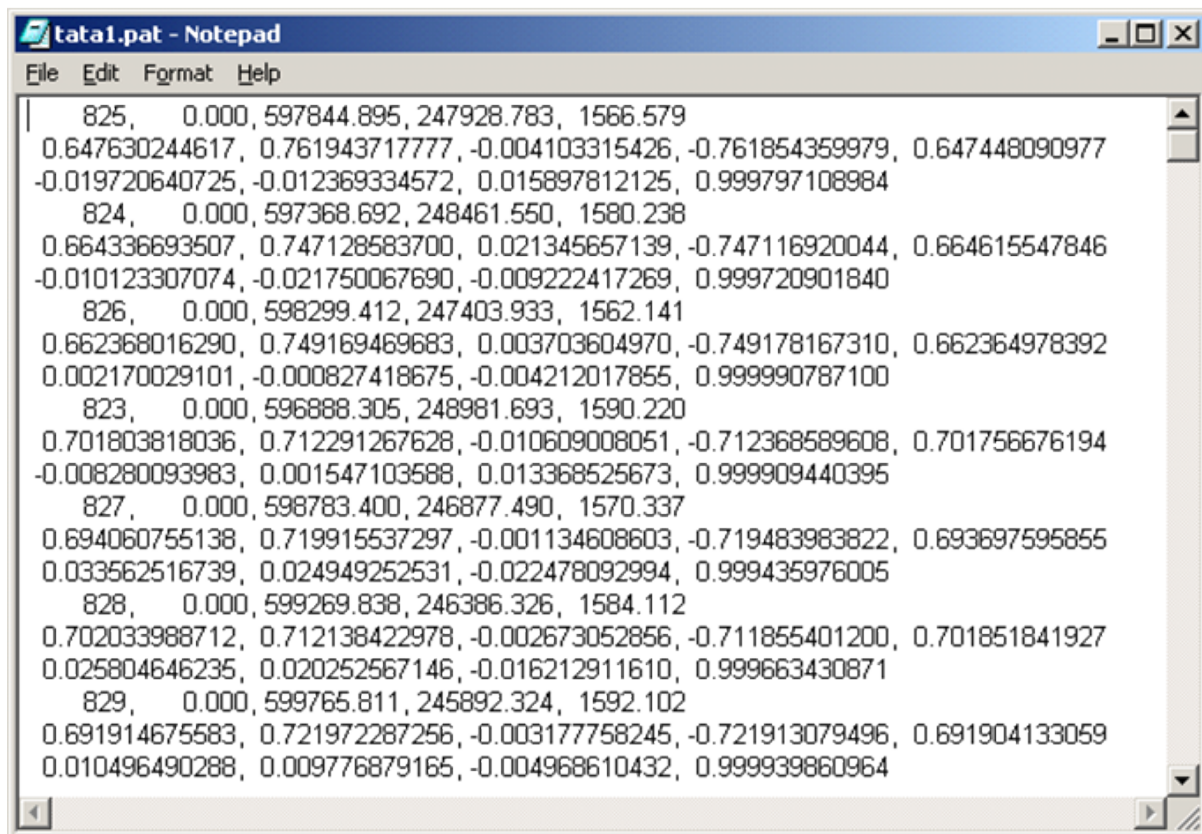 tata1.pat - Notepad
File Edit Format Help
825, 0.000, 597844.895, 247928.783, 1566.579
0.647630244617, 0.761943717777, -0.004103315426, -0.761854359979, 0.647448090977
-0.019720640725, -0.012369334572, 0.015897812125, 0.999797108984
824, 0.000, 597368.692, 248461.550, 1580.238
0.664336693507, 0.747128583700, 0.021345657139, -0.747116920044, 0.664615547846
-0.010123307074, -0.021750067690, -0.009222417269, 0.999720901840
826, 0.000, 598299.412, 247403.933, 1562.141
0.662368016290, 0.749169469683, 0.003703604970, -0.749178167310, 0.662364978392
0.002170029101, -0.000827418675, -0.004212017855, 0.999990787100
823, 0.000, 596888.305, 248981.693, 1590.220
0.701803818036, 0.712291267628, -0.010609008051, -0.712368589608, 0.701756676194
-0.008280093983, 0.001547103588, 0.013368525673, 0.999909440395
827, 0.000, 598783.400, 246877.490, 1570.337
0.694060755138, 0.719915537297, -0.001134608603, -0.719483983822, 0.693697595855
0.033562516739, 0.024949252531, -0.022478092994, 0.999435976005
828, 0.000, 599269.838, 246386.326, 1584.112
0.702033988712, 0.712138422978, -0.002673052856, -0.711855401200, 0.701851841927
0.025804646235, 0.020252567146, -0.016212911610, 0.999663430871
829, 0.000, 599765.811, 245892.324, 1592.102
0.691914675583, 0.721972287256, -0.003177758245, -0.721913079496, 0.691904133059
0.010496490288, 0.009776879165, -0.004968610432, 0.999939860964